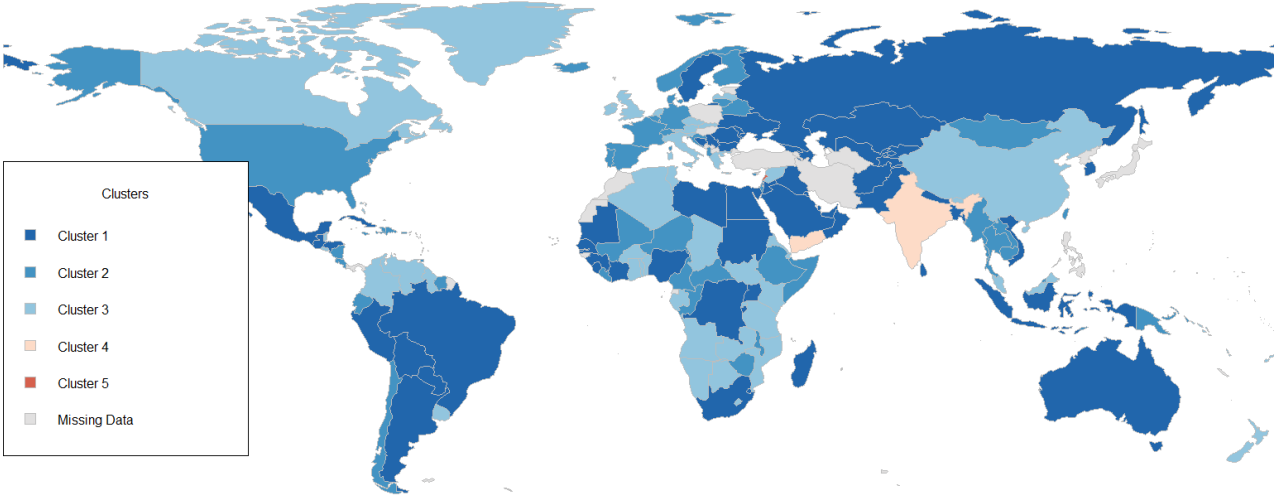 Clusters
Cluster 1
Cluster 2
Cluster 3
Cluster 4
Cluster 5
Missing Data